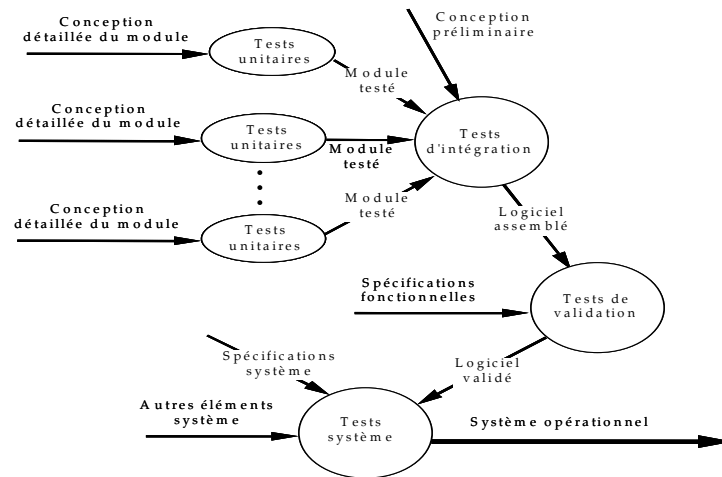 Conception
détaillée du module
Tests
unitaires
Conception
préliminaire
Module
testé
Conception
détaillée du module
Tests
unitaires
Module
testé
Tests
d'intégration
Conception
détaillée du module
Tests
unitaires
Module
testé
Logiciel
assemblé
Spécifications
fonctionnelles
Tests de
validation
Spécifications
système
Logiciel
validé
Autres éléments
système
Tests
système
Système opérationnel